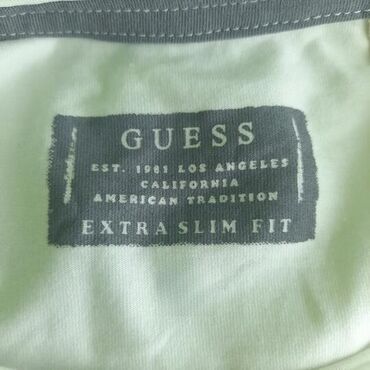 GUESS
EST. 1981 LOS ANGELES
CALIFORNIA
AMERICAN TRADITION
EXTRA SLIM FIT